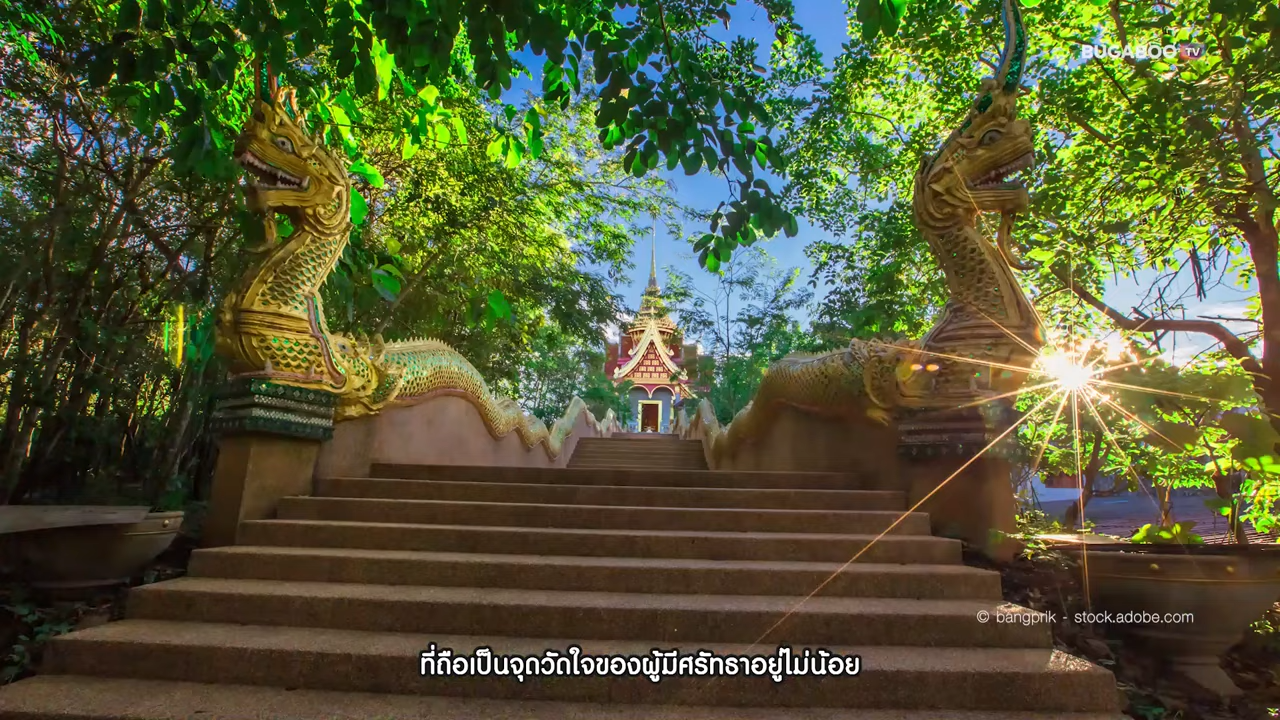 BUGABOO TV
© bangprik - stock.adobe.com
ที่ถือเป็นจุดวัดใจของผู้มีศรัทธาอยู่ไม่น้อย